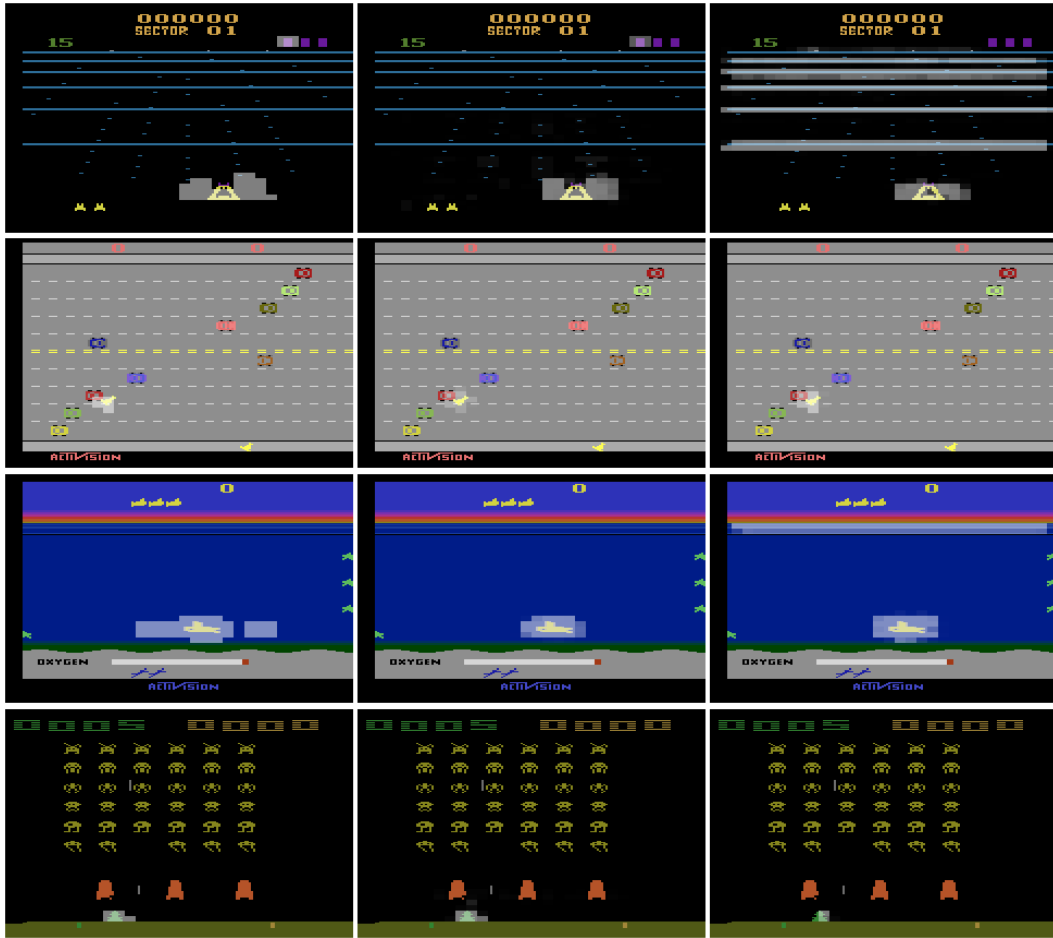 000000 000000 000000
SECTOR 01 SECTOR 01 SECTOR 01
15 15 15
0 0 0 0 0 0
ACTIVISION ACTIVISION ACTIVISION
0 0 0
OXYGEN OXYGEN OXYGEN
ACTIVISION ACTIVISION ACTIVISION
0005 0000 0005 0000 0005 0000